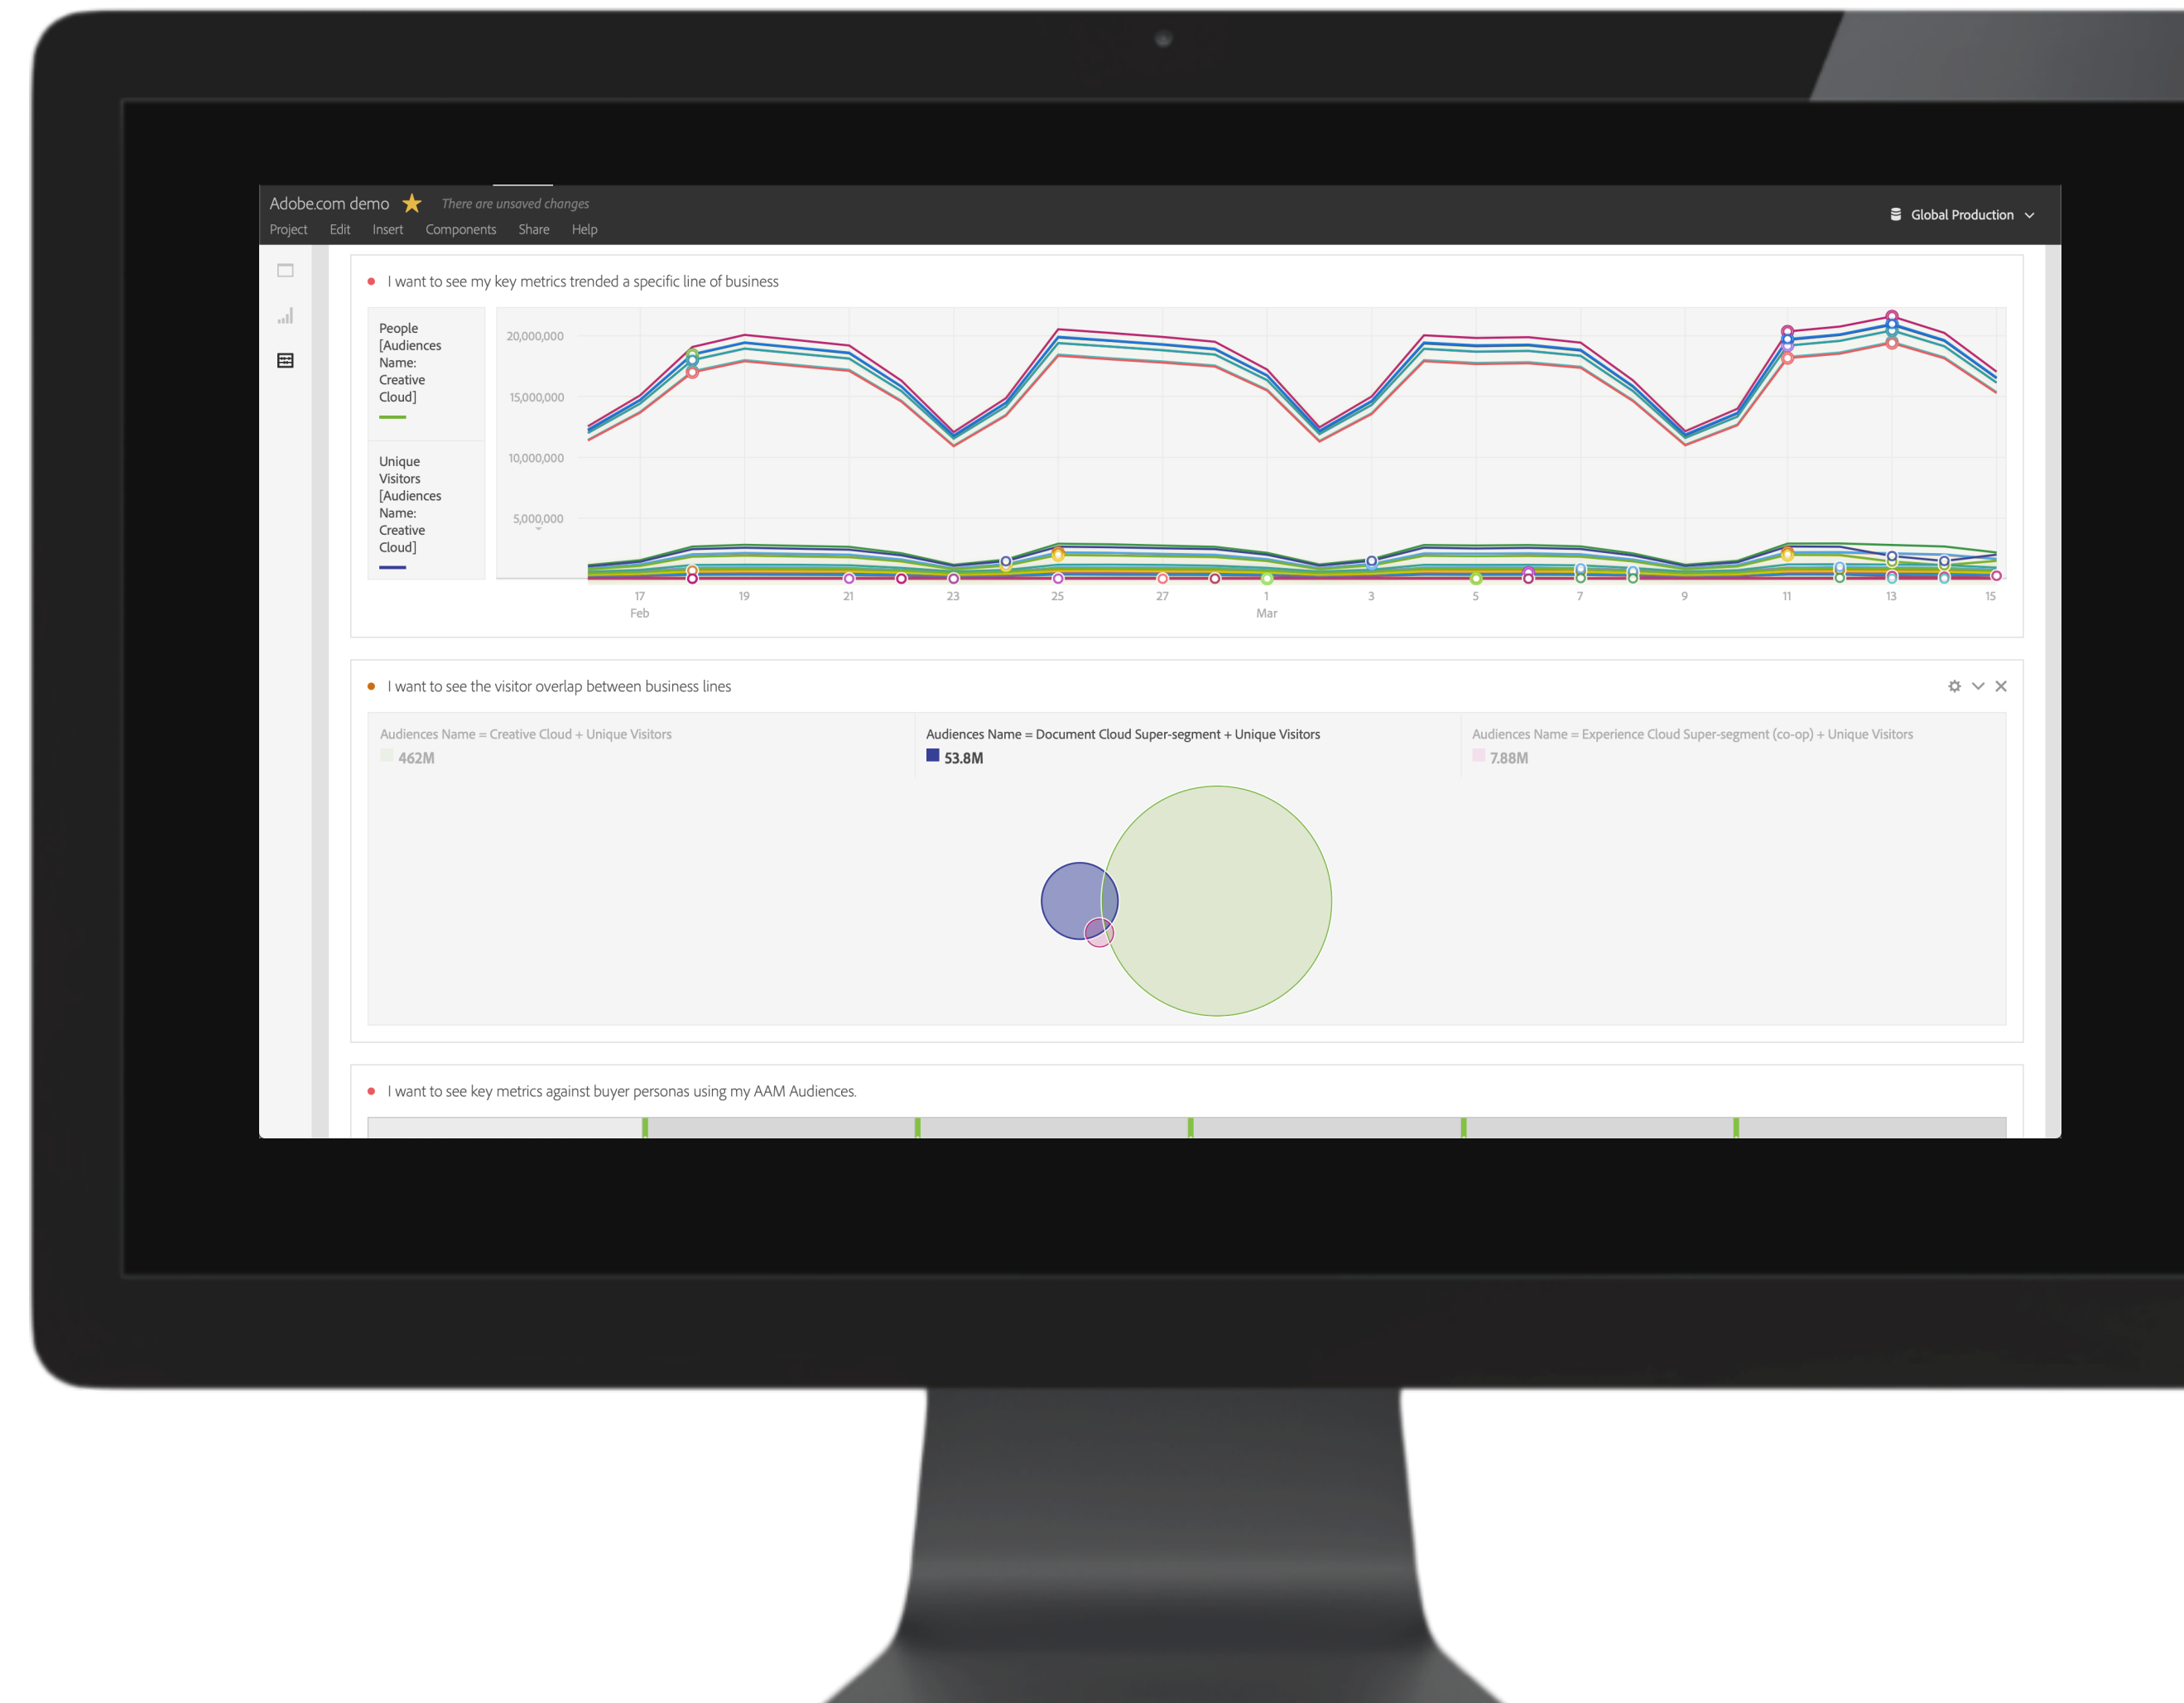 Adobe.com demo
There are unsaved changes
Project Edit Insert Components Share Help
Global Production
I want to see my key metrics trended a specific line of business
People
[Audiences
Name:
Creative
Cloud]
Unique
Visitors
[Audiences
Name:
Creative
Cloud]
20,000,000
15,000,000
10,000,000
5,000,000
17 19 21 23 25 27 1 3 5 7 9 11 13 15
Feb Mar
I want to see the visitor overlap between business lines
Audiences Name = Creative Cloud + Unique Visitors
462M
Audiences Name = Document Cloud Super-segment + Unique Visitors
53.8M
Audiences Name = Experience Cloud Super-segment (co-op) + Unique Visitors
7.88M
I want to see key metrics against buyer personas using my AAM Audiences.